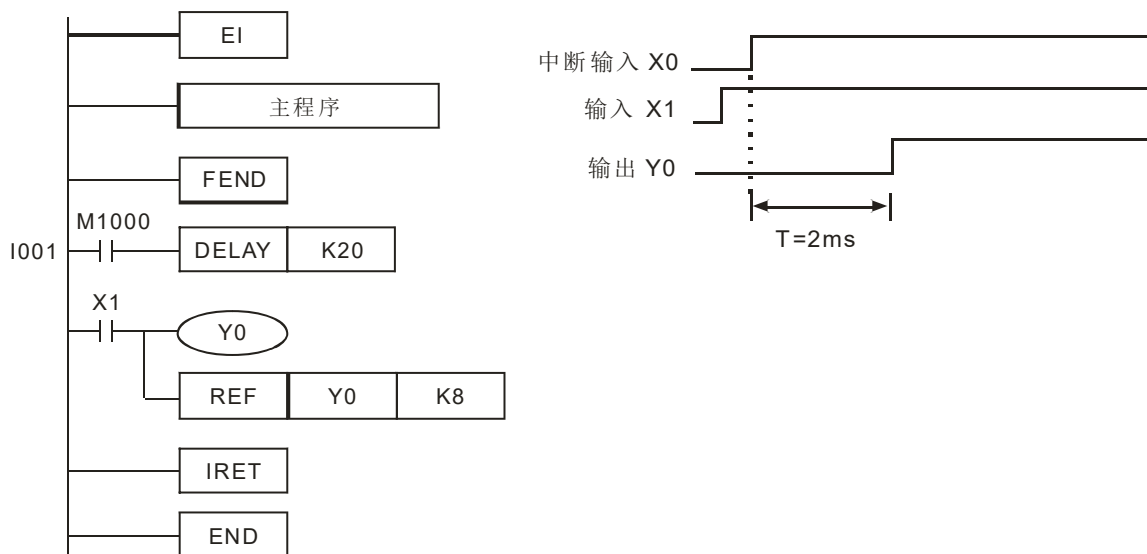 EI
主程序
FEND
M1000
I001
DELAY K20
X1
Y0
REF Y0 K8
IRET
END
中断输入 X0
输入 X1
输出 Y0
T=2ms